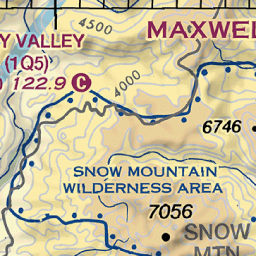 4500
MAXWEL
Y VALLEY
(1Q5)
) 122.9 C
4000
6746
SNOW MOUNTAIN
WILDERNESS AREA
7056
SNOW
MTN